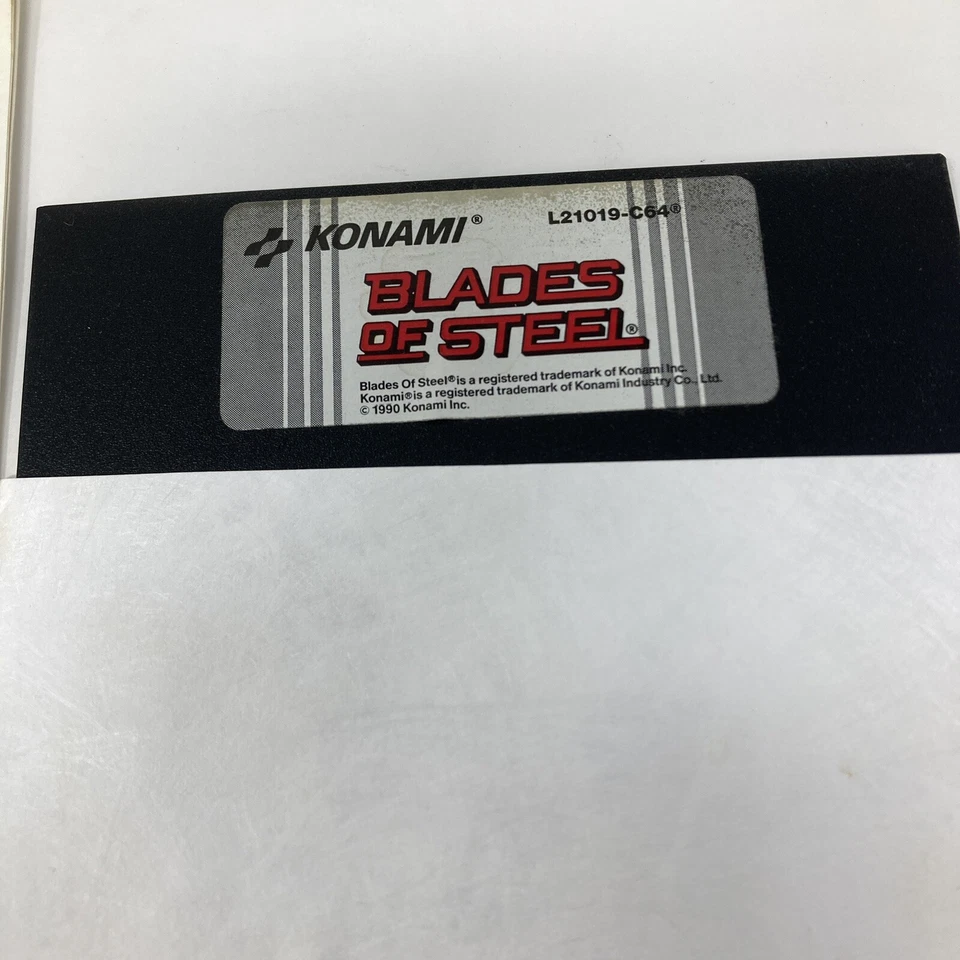 KONAMI®
L21019-C64®
BLADES
OF STEEL®
Blades Of Steel® is a registered trademark of Konami Inc.
Konami® is a registered trademark of Konami Industry Co., Ltd.
© 1990 Konami Inc.